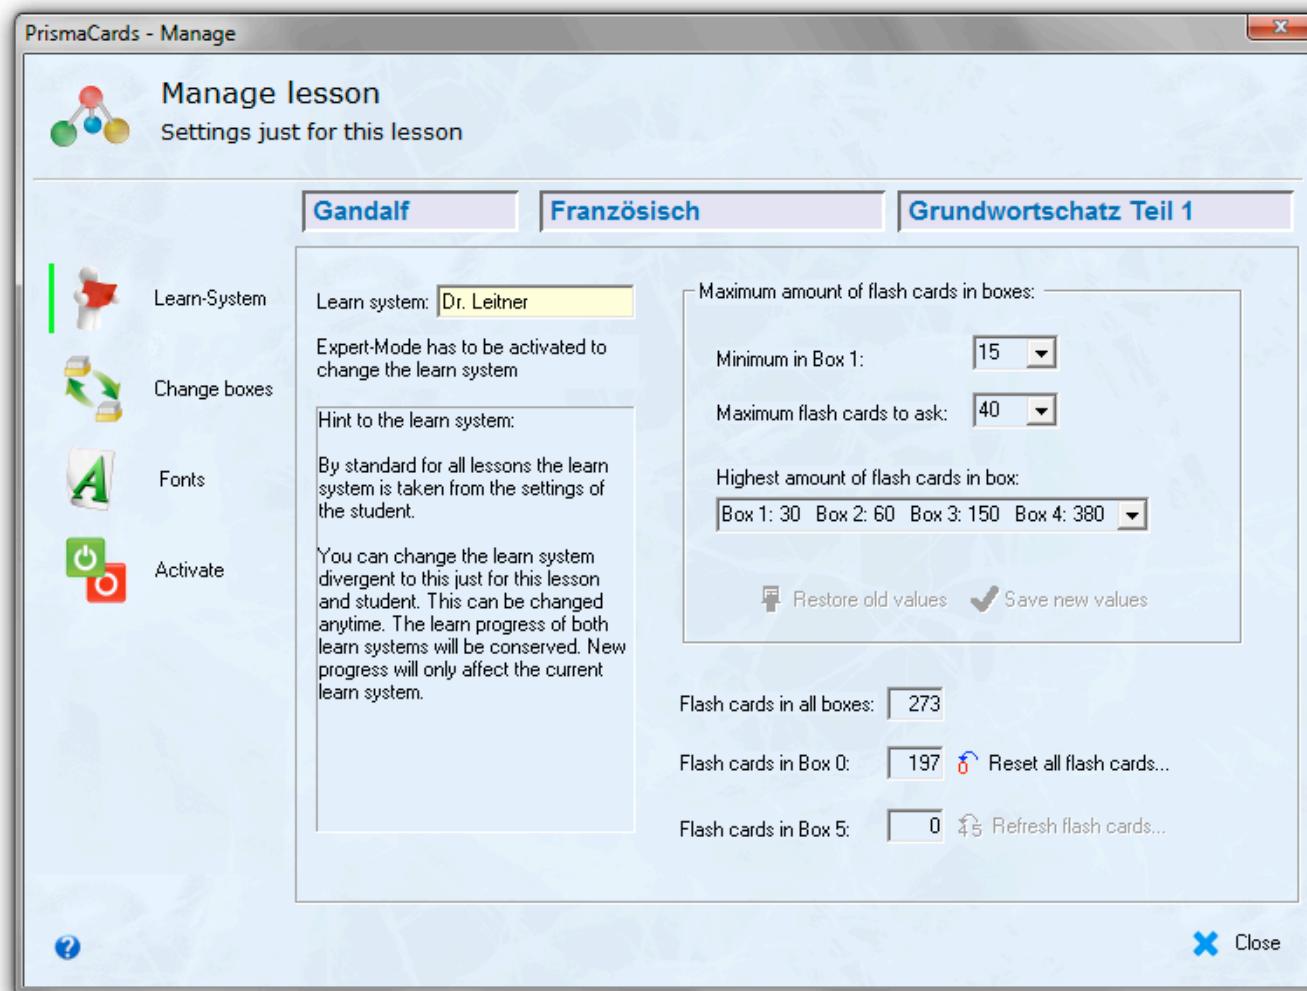 PrismaCards - Manage
Manage lesson
Settings just for this lesson
Gandalf
Französisch
Grundwortschatz Teil 1
Learn-System
Change boxes
Fonts
Activate
Learn system: Dr. Leitner
Expert-Mode has to be activated to
change the learn system
Hint to the learn system:
By standard for all lessons the learn
system is taken from the settings of
the student.
You can change the learn system
divergent to this just for this lesson
and student. This can be changed
anytime. The learn progress of both
learn systems will be conserved. New
progress will only affect the current
learn system.
Maximum amount of flash cards in boxes:
Minimum in Box 1: 15
Maximum flash cards to ask: 40
Highest amount of flash cards in box:
Box 1: 30 Box 2: 60 Box 3: 150 Box 4: 380
Restore old values Save new values
Flash cards in all boxes: 273
Flash cards in Box 0: 197 0 Reset all flash cards...
Flash cards in Box 5: 0 45 Refresh flash cards...
? Close